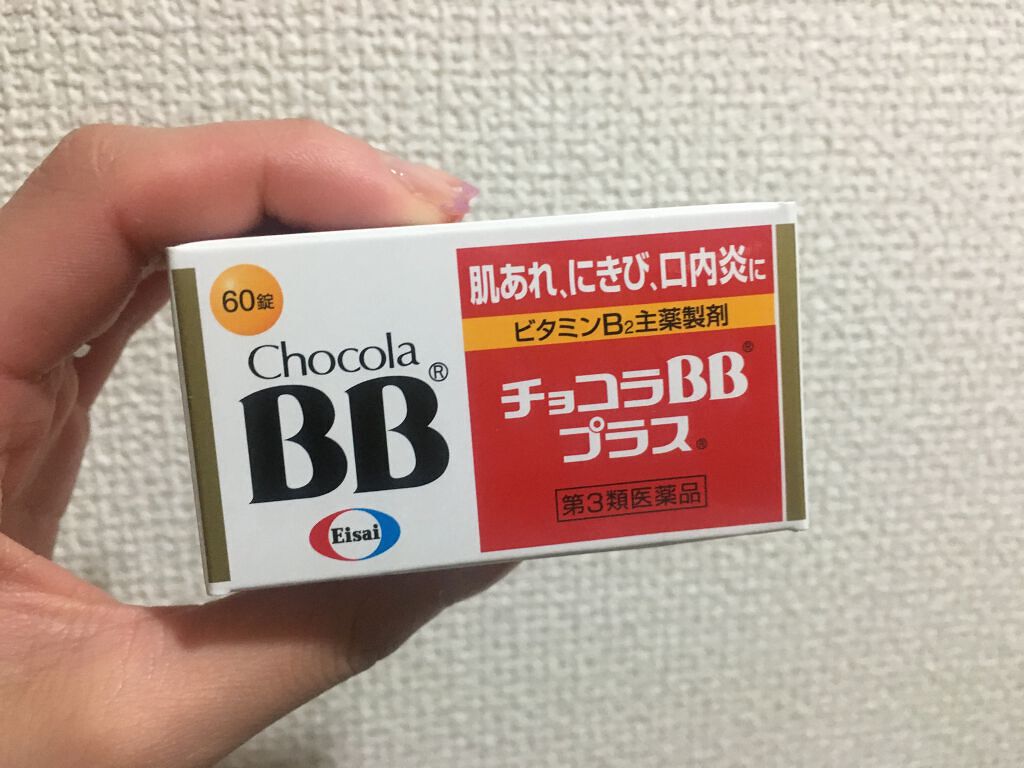 60錠
Chocola
BB®
Eisai
肌あれ、にきび、口内炎に
ビタミンB₂主薬製剤
チョコラBB®
プラス®
第3類医薬品